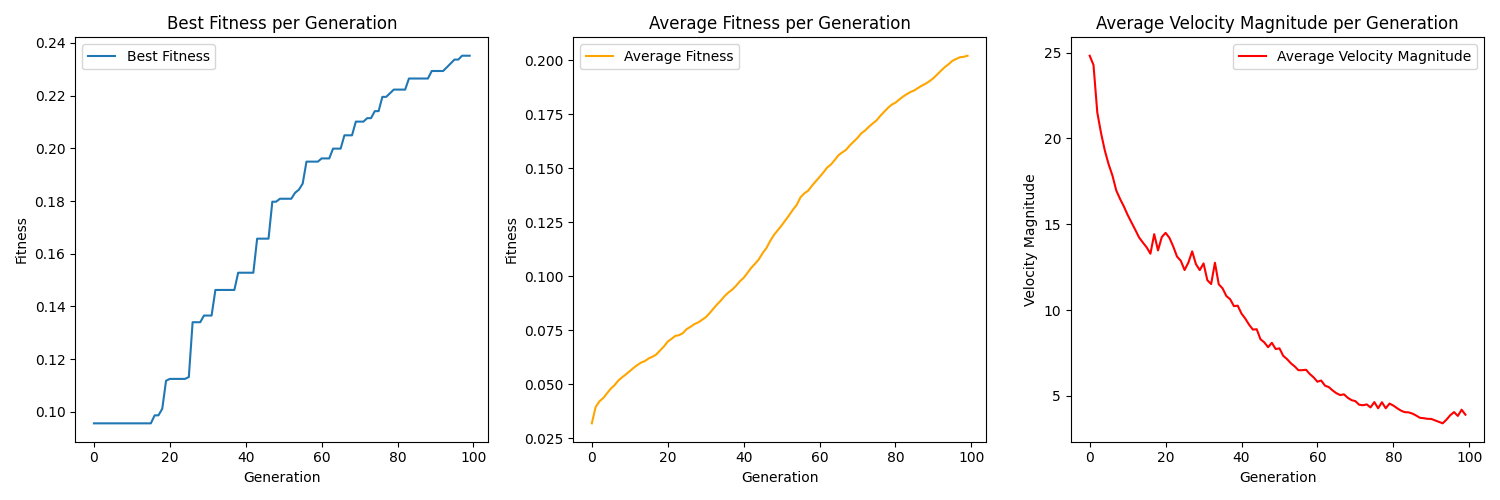 Best Fitness per Generation
Best Fitness
0.24
0.22
0.20
0.18
0.16
0.14
0.12
0.10
Fitness
0 20 40 60 80 100
Generation
Average Fitness per Generation
Average Fitness
0.200
0.175
0.150
0.125
0.100
0.075
0.050
0.025
Fitness
0 20 40 60 80 100
Generation
Average Velocity Magnitude per Generation
Average Velocity Magnitude
25
20
15
10
5
Velocity Magnitude
0 20 40 60 80 100
Generation